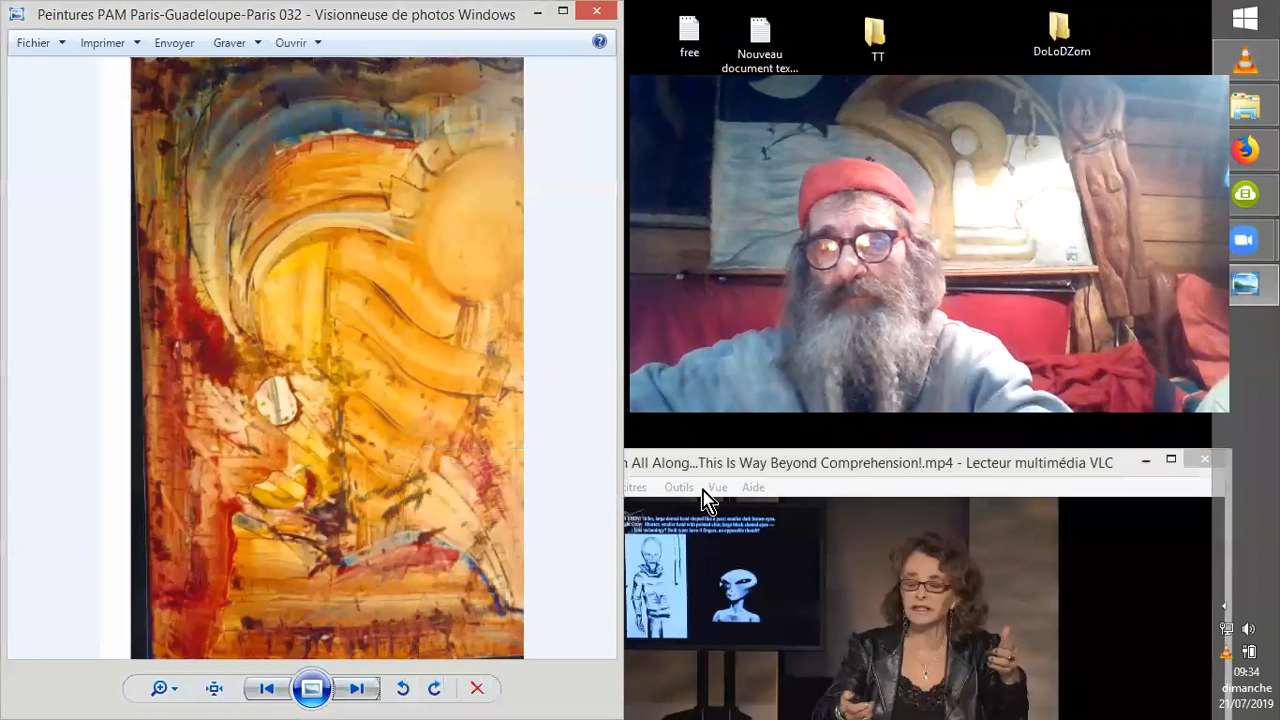 Peintures PAM Paris-Guadeloupe-Paris 032 - Visionneuse de photos Windows
Fichier Imprimer Envoyer Graver Ouvrir
free
Nouveau
document tex...
TT
DoLoDZom
All Along...This Is Way Beyond Comprehension!.mp4 - Lecteur multimédia VLC
Outils Vue Aide
09:34
dimanche
21/07/2019